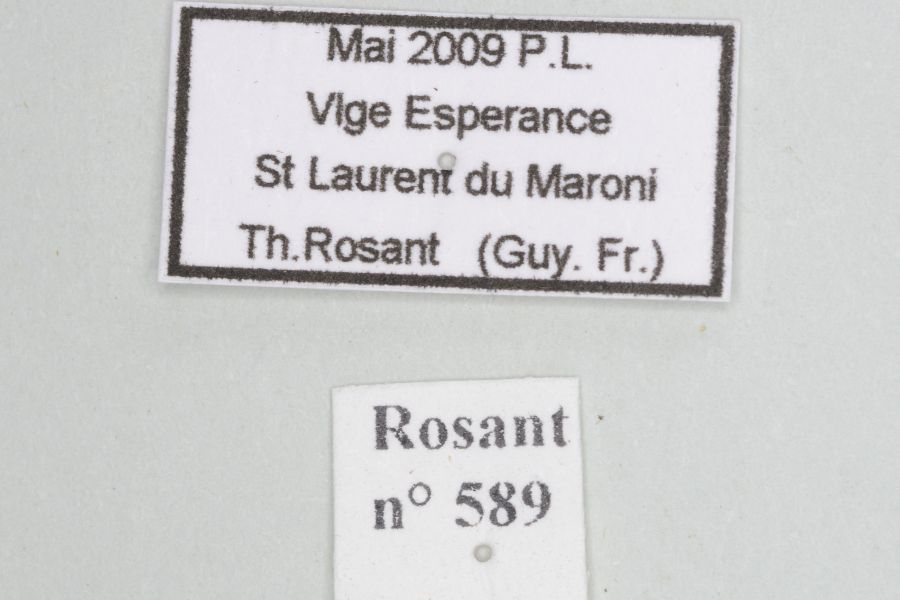 Mai 2009 P.L.
Vlge Esperance
St Laurent du Maroni
Th.Rosant (Guy. Fr.)
Rosant
n° 589